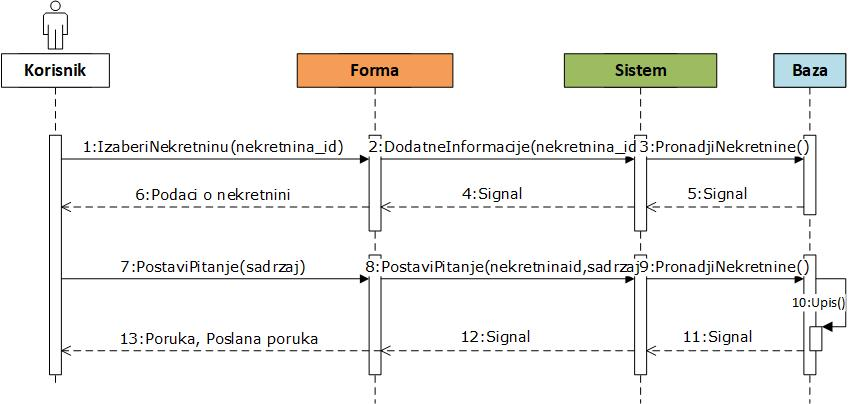 Korisnik Forma Sistem Baza
1:IzaberiNekretninu(nekretnina_id) 2:DodatneInformacije(nekretnina_id 3:PronadjiNekretnine()
6:Podaci o nekretnini 4:Signal 5:Signal
7:PostaviPitanje(sadrzaj) 8:PostaviPitanje(nekretninaid,sadrzaj 9:PronadjiNekretnine()
10:Upis()
13:Poruka, Poslana poruka 12:Signal 11:Signal